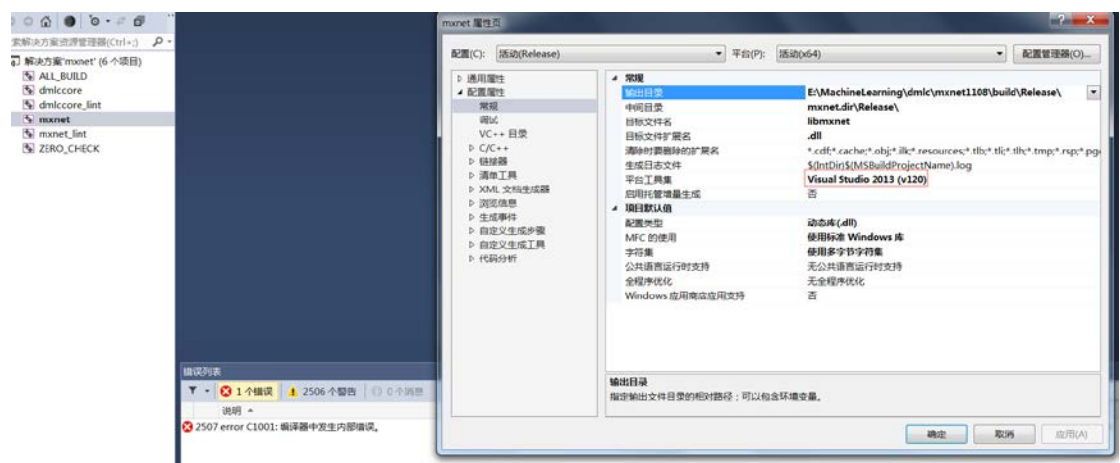 索解决方案资源管理器(Ctrl+;)
解决方案'mxnet' (6 个项目)
ALL_BUILD
dmlccore
dmlccore_lint
mxnet
mxnet_lint
ZERO_CHECK
错误列表
1 个错误
2506 个警告
0 个消息
说明
2507 error C1001: 编译器中发生内部错误。
mxnet 属性页
配置(C):
活动(Release)
平台(P):
活动(x64)
配置管理器(O)...
通用属性
配置属性
常规
调试
VC++ 目录
C/C++
链接器
清单工具
XML 文档生成器
浏览信息
生成事件
自定义生成步骤
自定义生成工具
代码分析
常规
输出目录 E:\MachineLearning\dmlc\mxnet1108\build\Release\
中间目录 mxnet.dir\Release\
目标文件名 libmxnet
目标文件扩展名 .dll
清除时要删除的扩展名 *.cdf;*.cache;*.obj;*.ilk;*.resources;*.tlb;*.tli;*.tlh;*.tmp;*.rsp;*.pgc
生成日志文件 $(IntDir)$(MSBuildProjectName).log
平台工具集 Visual Studio 2013 (v120)
启用托管增量生成 否
项目默认值
配置类型 动态库(.dll)
MFC 的使用 使用标准 Windows 库
字符集 使用多字节字符集
公共语言运行时支持 无公共语言运行时支持
全程序优化 无全程序优化
Windows 应用商店应用支持 否
输出目录
指定输出文件目录的相对路径；可以包含环境变量。
确定
取消
应用(A)